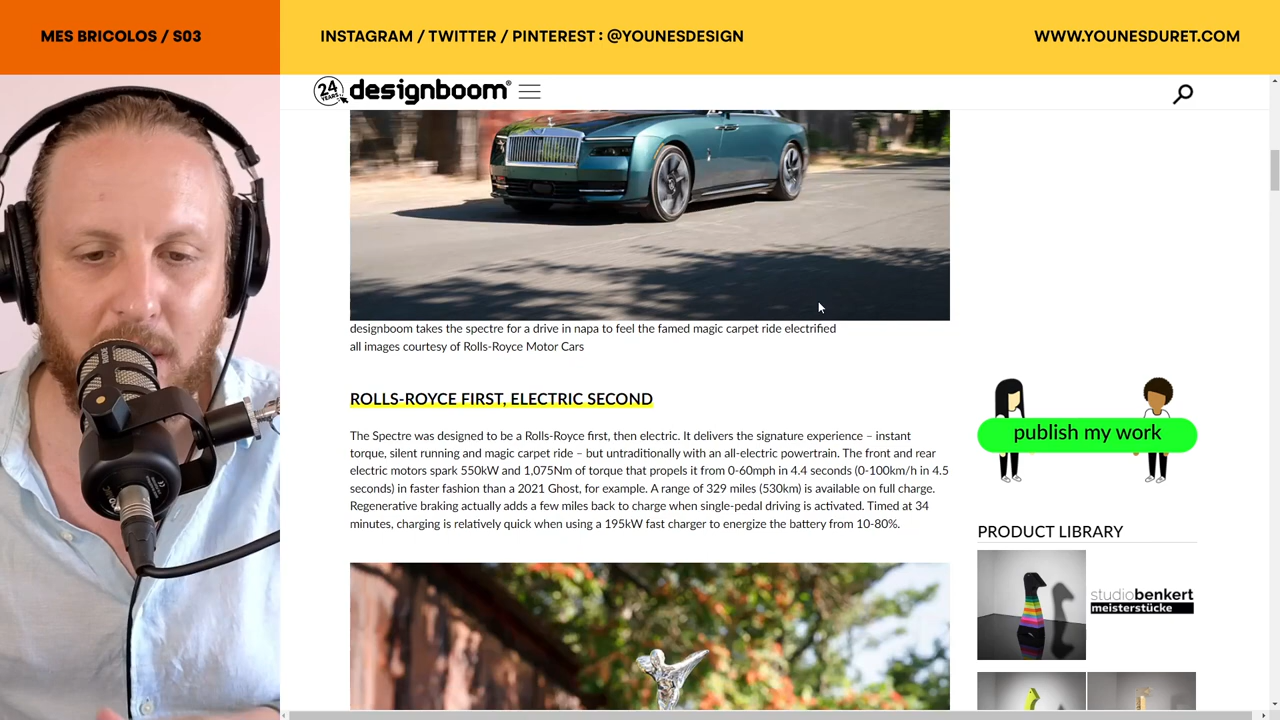 MES BRICOLOS / S03
INSTAGRAM / TWITTER / PINTEREST : @YOUNESDESIGN
WWW.YOUNESDURET.COM
24
YEARS
designboom®
designboom takes the spectre for a drive in napa to feel the famed magic carpet ride electrified
all images courtesy of Rolls-Royce Motor Cars
ROLLS-ROYCE FIRST, ELECTRIC SECOND
The Spectre was designed to be a Rolls-Royce first, then electric. It delivers the signature experience – instant
torque, silent running and magic carpet ride – but untraditionally with an all-electric powertrain. The front and rear
electric motors spark 550kW and 1,075Nm of torque that propels it from 0-60mph in 4.4 seconds (0-100km/h in 4.5
seconds) in faster fashion than a 2021 Ghost, for example. A range of 329 miles (530km) is available on full charge.
Regenerative braking actually adds a few miles back to charge when single-pedal driving is activated. Timed at 34
minutes, charging is relatively quick when using a 195kW fast charger to energize the battery from 10-80%.
publish my work
PRODUCT LIBRARY
studiobenkert
meisterstücke
RODE